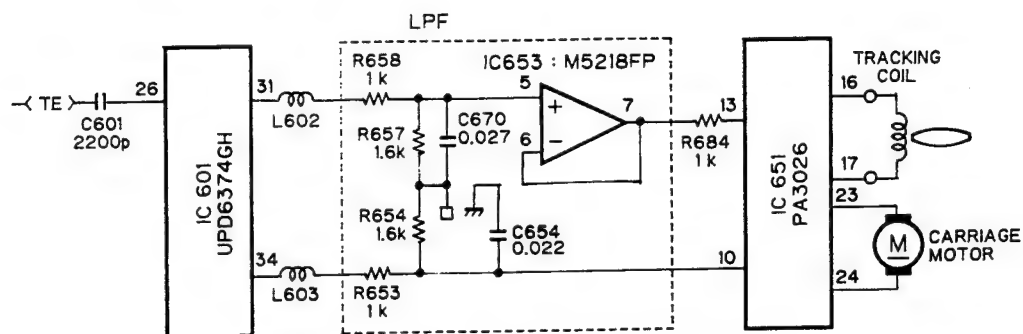 LPF
R658
1k
IC653 : M5218FP
TRACKING
COIL
26
31
5
7
13
16
TE
C601
2200p
L602
+
C670
0.027
R657
1.6k
6
−
R684
1k
IC 601
UPD6374GH
IC 651
PA3026
17
23
R654
1.6k
C654
0.022
M
CARRIAGE
MOTOR
34
10
24
L603
R653
1k